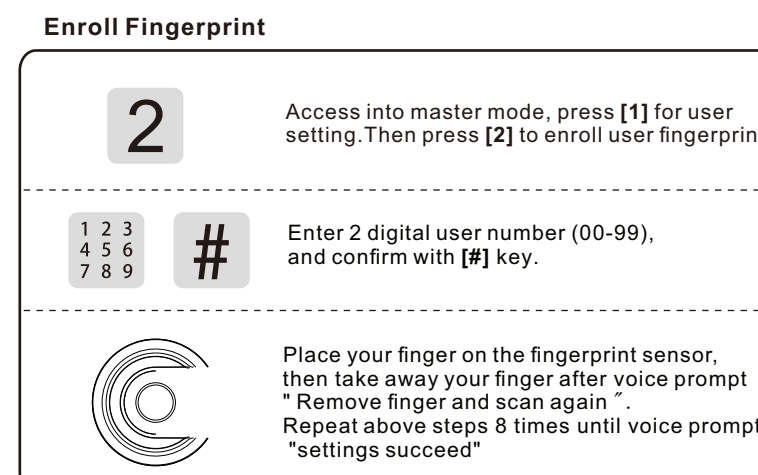 Enroll Fingerprint
2
Access into master mode, press [1] for user
setting.Then press [2] to enroll user fingerprin
1 2 3
4 5 6
7 8 9
#
Enter 2 digital user number (00-99),
and confirm with [#] key.
Place your finger on the fingerprint sensor,
then take away your finger after voice prompt
" Remove finger and scan again ″.
Repeat above steps 8 times until voice prompt
"settings succeed"